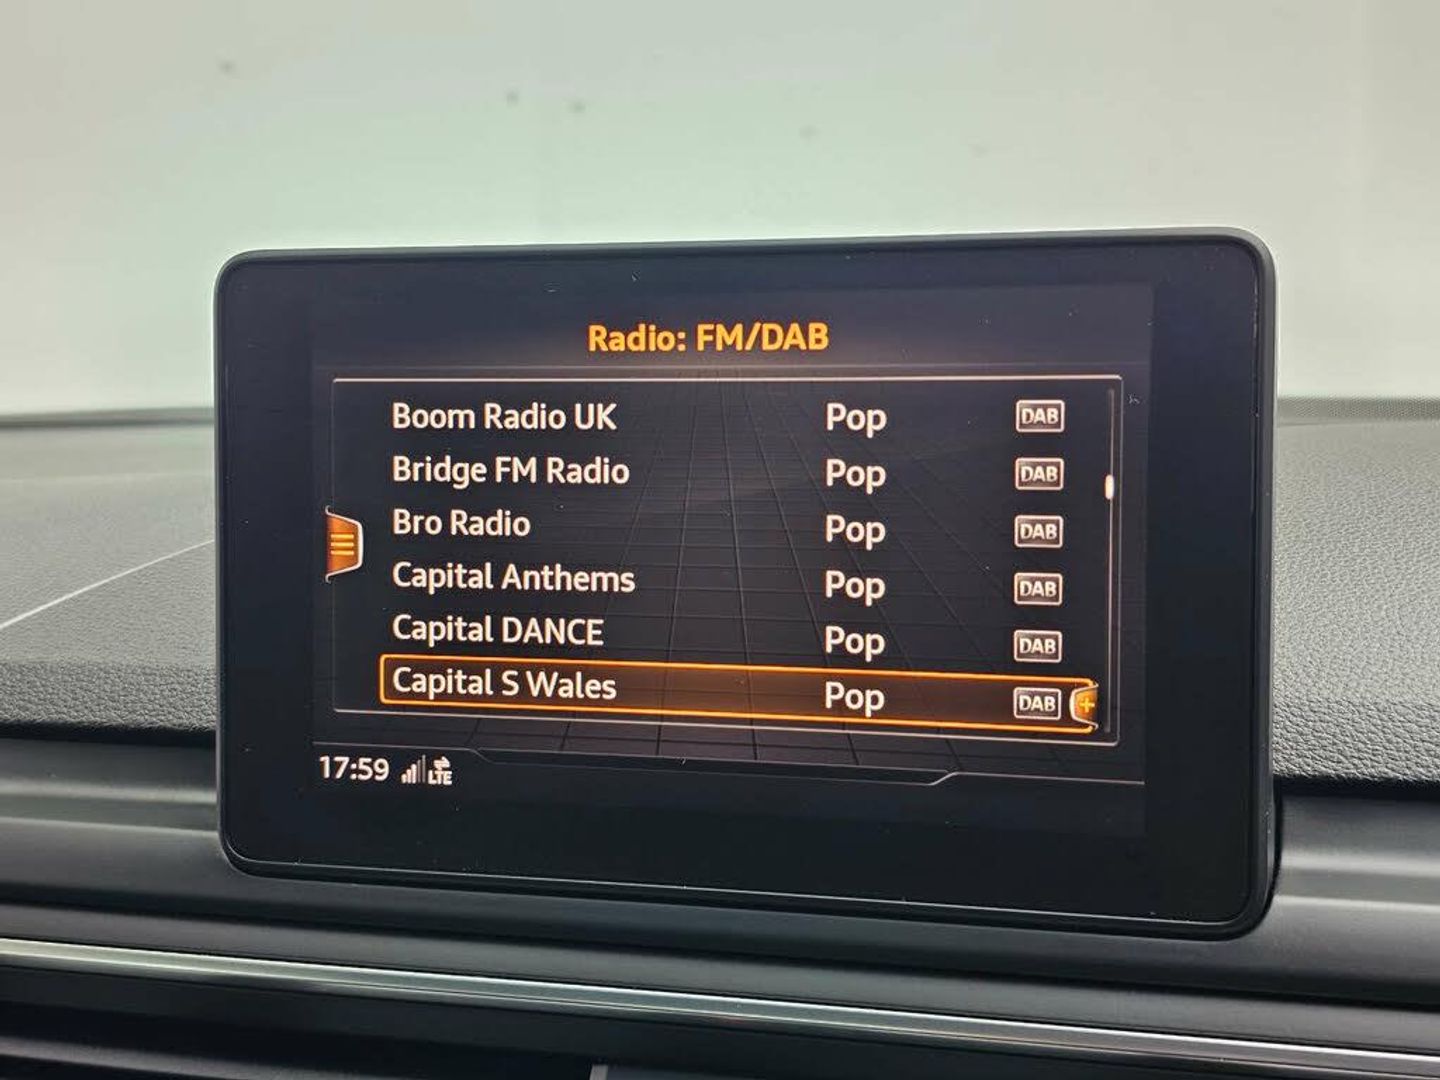 Radio: FM/DAB
Boom Radio UK Pop DAB
Bridge FM Radio Pop DAB
Bro Radio Pop DAB
Capital Anthems Pop DAB
Capital DANCE Pop DAB
Capital S Wales Pop DAB
17:59 LTE